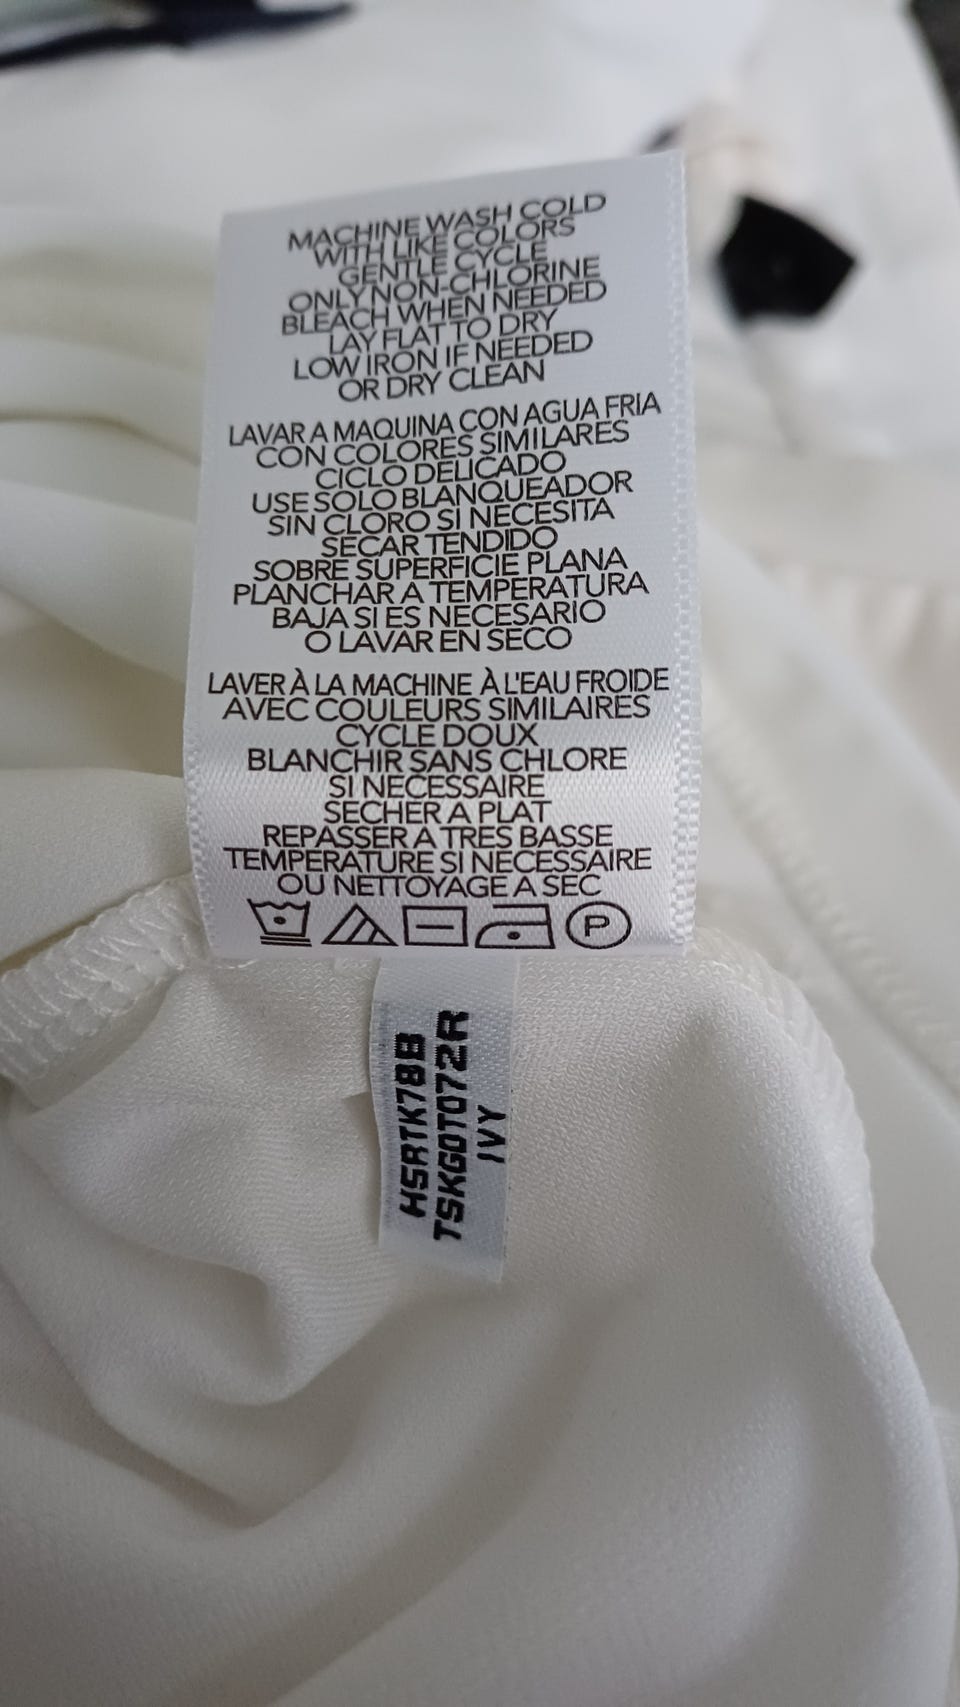 MACHINE WASH COLD
WITH LIKE COLORS
GENTLE CYCLE
ONLY NON-CHLORINE
BLEACH WHEN NEEDED
LAY FLAT TO DRY
LOW IRON IF NEEDED
OR DRY CLEAN
LAVAR A MAQUINA CON AGUA FRIA
CON COLORES SIMILARES
CICLO DELICADO
USE SOLO BLANQUEADOR
SIN CLORO SI NECESITA
SECAR TENDIDO
SOBRE SUPERFICIE PLANA
PLANCHAR A TEMPERATURA
BAJA SI ES NECESARIO
O LAVAR EN SECO
LAVER À LA MACHINE À L'EAU FROIDE
AVEC COULEURS SIMILAIRES
CYCLE DOUX
BLANCHIR SANS CHLORE
SI NECESSAIRE
SECHER A PLAT
REPASSER A TRES BASSE
TEMPERATURE SI NECESSAIRE
OU NETTOYAGE A SEC
P
HSRTK78B
TSKGOT072R
IVY